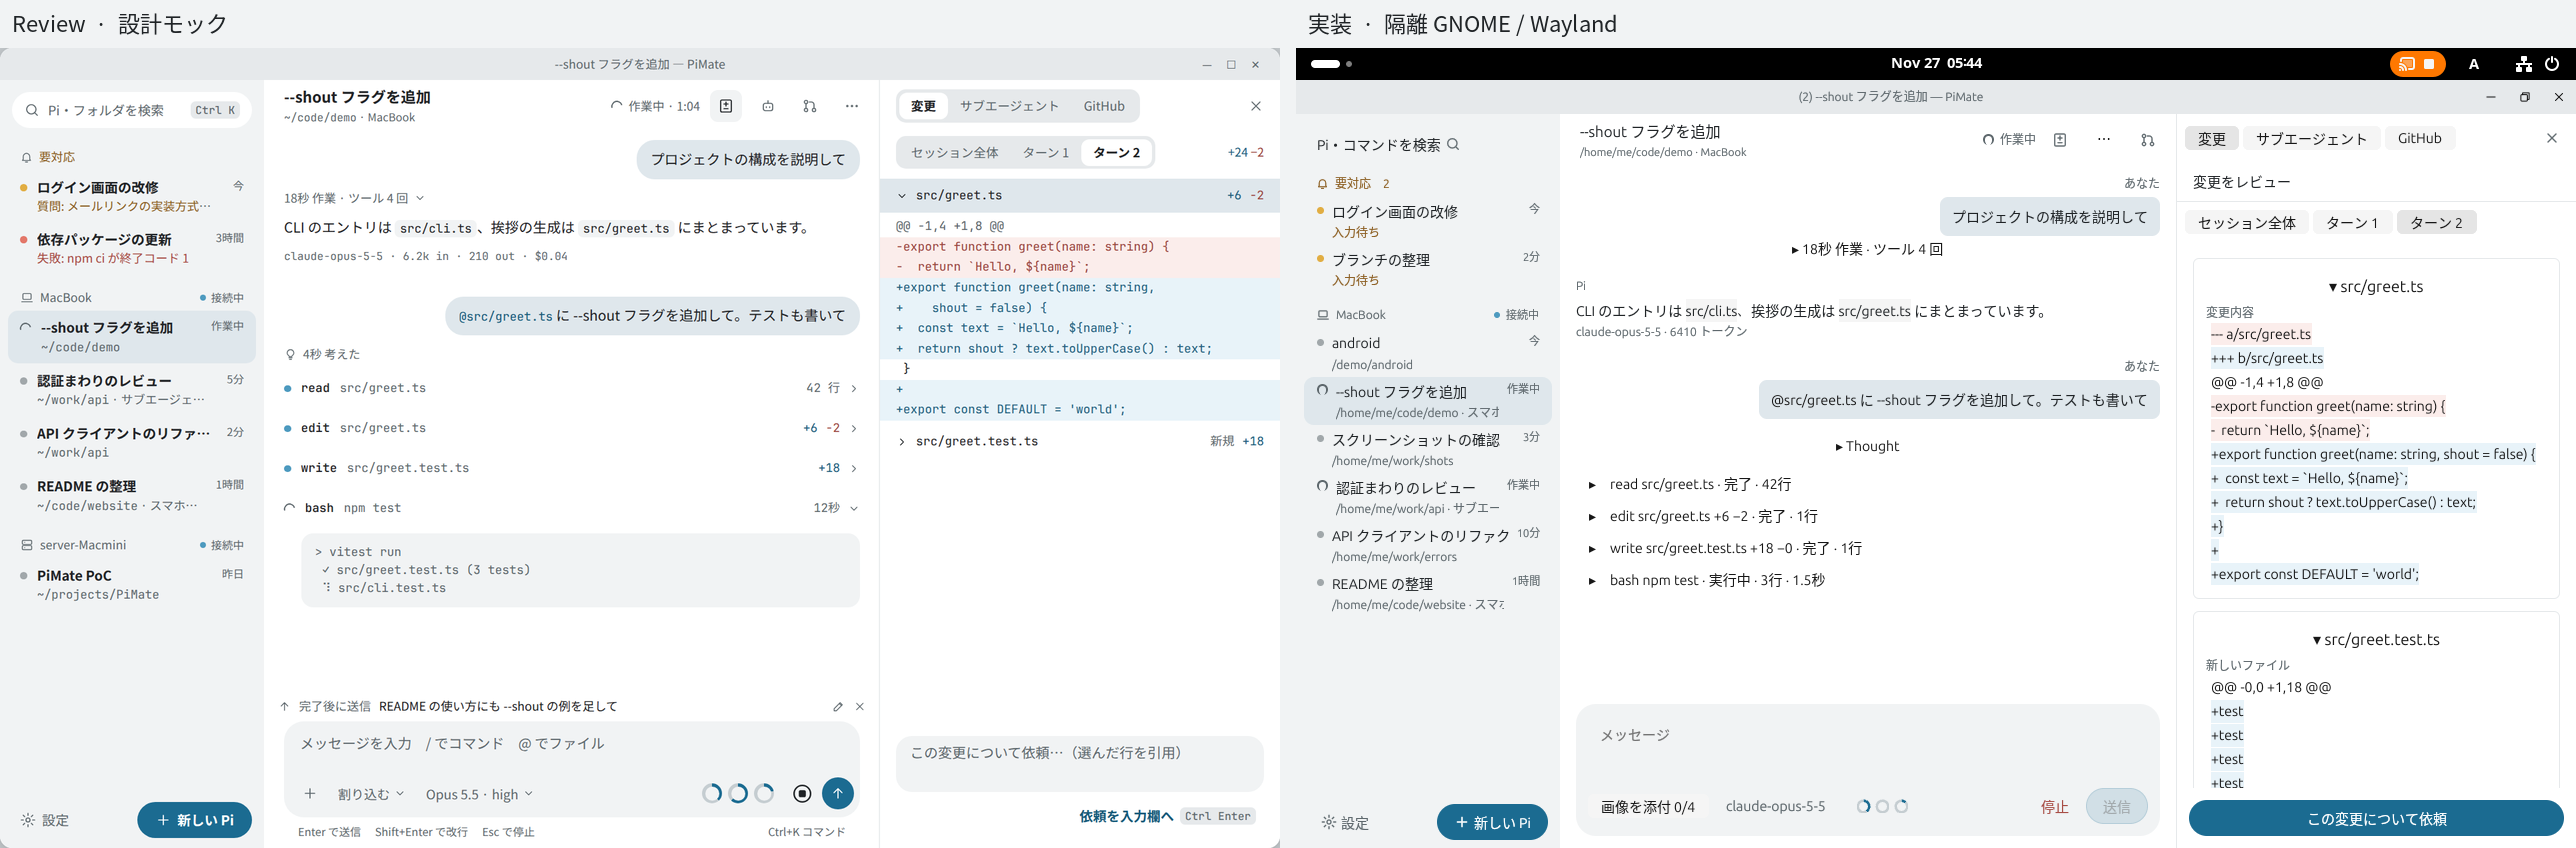 Review · 設計モック
--shout フラグを追加 — PiMate
Pi・フォルダを検索 Ctrl K
要対応
ログイン画面の改修 今
質問: メールリンクの実装方式…
依存パッケージの更新 3時間
失敗: npm ci が終了コード 1
MacBook 接続中
--shout フラグを追加 作業中
~/code/demo
認証まわりのレビュー 5分
~/work/api · サブエージェ…
API クライアントのリファ… 2分
~/work/api
README の整理 1時間
~/code/website · スマホ…
server-Macmini 接続中
PiMate PoC 昨日
~/projects/PiMate
設定
+ 新しい Pi
--shout フラグを追加
~/code/demo · MacBook
作業中 · 1:04
プロジェクトの構成を説明して
18秒 作業 · ツール 4 回
CLI のエントリは src/cli.ts 、挨拶の生成は src/greet.ts にまとまっています。
claude-opus-5-5 · 6.2k in · 210 out · $0.04
@src/greet.ts に --shout フラグを追加して。テストも書いて
4秒 考えた
read src/greet.ts 42 行
edit src/greet.ts +6 -2
write src/greet.test.ts +18
bash npm test 12秒
> vitest run
✓ src/greet.test.ts (3 tests)
src/cli.test.ts
↑ 完了後に送信 README の使い方にも --shout の例を足して
メッセージを入力 / でコマンド @ でファイル
+ 割り込む Opus 5.5 · high
Enter で送信 Shift+Enter で改行 Esc で停止 Ctrl+K コマンド
変更 サブエージェント GitHub
セッション全体 ターン 1 ターン 2 +24 −2
src/greet.ts +6 -2
@@ -1,4 +1,8 @@
-export function greet(name: string) {
-  return `Hello, ${name}`;
+export function greet(name: string,
+    shout = false) {
+  const text = `Hello, ${name}`;
+  return shout ? text.toUpperCase() : text;
}
+
+export const DEFAULT = 'world';
src/greet.test.ts 新規 +18
この変更について依頼…（選んだ行を引用）
依頼を入力欄へ Ctrl Enter
実装 · 隔離 GNOME / Wayland
Nov 27 05:44
A
(2) --shout フラグを追加 — PiMate
Pi・コマンドを検索
要対応 2
ログイン画面の改修 今
入力待ち
ブランチの整理 2分
入力待ち
MacBook 接続中
android 今
/demo/android
--shout フラグを追加 作業中
/home/me/code/demo · スマホ
スクリーンショットの確認 3分
/home/me/work/shots
認証まわりのレビュー 作業中
/home/me/work/api · サブエー
API クライアントのリファク 10分
/home/me/work/errors
README の整理 1時間
/home/me/code/website · スマ
設定
+ 新しい Pi
--shout フラグを追加
/home/me/code/demo · MacBook
作業中
あなた
プロジェクトの構成を説明して
▸ 18秒 作業 · ツール 4 回
Pi
CLI のエントリは src/cli.ts、挨拶の生成は src/greet.ts にまとまっています。
claude-opus-5-5 · 6410 トークン
あなた
@src/greet.ts に --shout フラグを追加して。テストも書いて
▸ Thought
▸ read src/greet.ts · 完了 · 42行
▸ edit src/greet.ts +6 −2 · 完了 · 1行
▸ write src/greet.test.ts +18 −0 · 完了 · 1行
▸ bash npm test · 実行中 · 3行 · 1.5秒
メッセージ
画像を添付 0/4 claude-opus-5-5 停止 送信
変更 サブエージェント GitHub
変更をレビュー
セッション全体 ターン 1 ターン 2
▾ src/greet.ts
変更内容
--- a/src/greet.ts
+++ b/src/greet.ts
@@ -1,4 +1,8 @@
-export function greet(name: string) {
-  return `Hello, ${name}`;
+export function greet(name: string, shout = false) {
+  const text = `Hello, ${name}`;
+  return shout ? text.toUpperCase() : text;
+}
+
+export const DEFAULT = 'world';
▾ src/greet.test.ts
新しいファイル
@@ -0,0 +1,18 @@
+test
+test
+test
+test
この変更について依頼